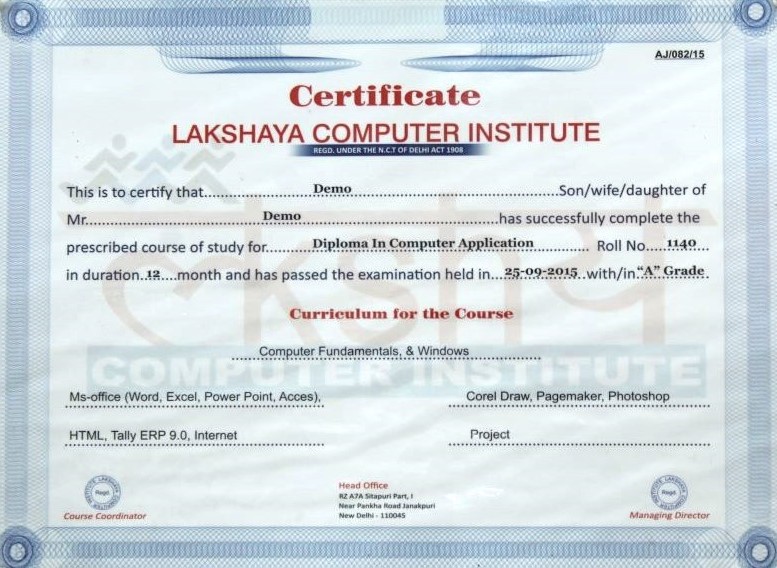 AJ/082/15
Certificate
LAKSHAYA COMPUTER INSTITUTE
REGD. UNDER THE N.C.T OF DELHI ACT 1908
This is to certify that......Demo......Son/wife/daughter of
Mr......Demo......has successfully complete the
prescribed course of study for......Diploma In Computer Application...... Roll No....1140...
in duration..12....month and has passed the examination held in...25-09-2015..with/in "A" Grade
लक्ष्य
Curriculum for the Course
Computer Fundamentals, & Windows
COMPUTER INSTITUTE
Ms-office (Word, Excel, Power Point, Acces),
Corel Draw, Pagemaker, Photoshop
HTML, Tally ERP 9.0, Internet
Project
Regd.
Course Coordinator
Head Office
RZ A7A Sitapuri Part, I
Near Pankha Road Janakpuri
New Delhi - 110045
Regd.
Managing Director